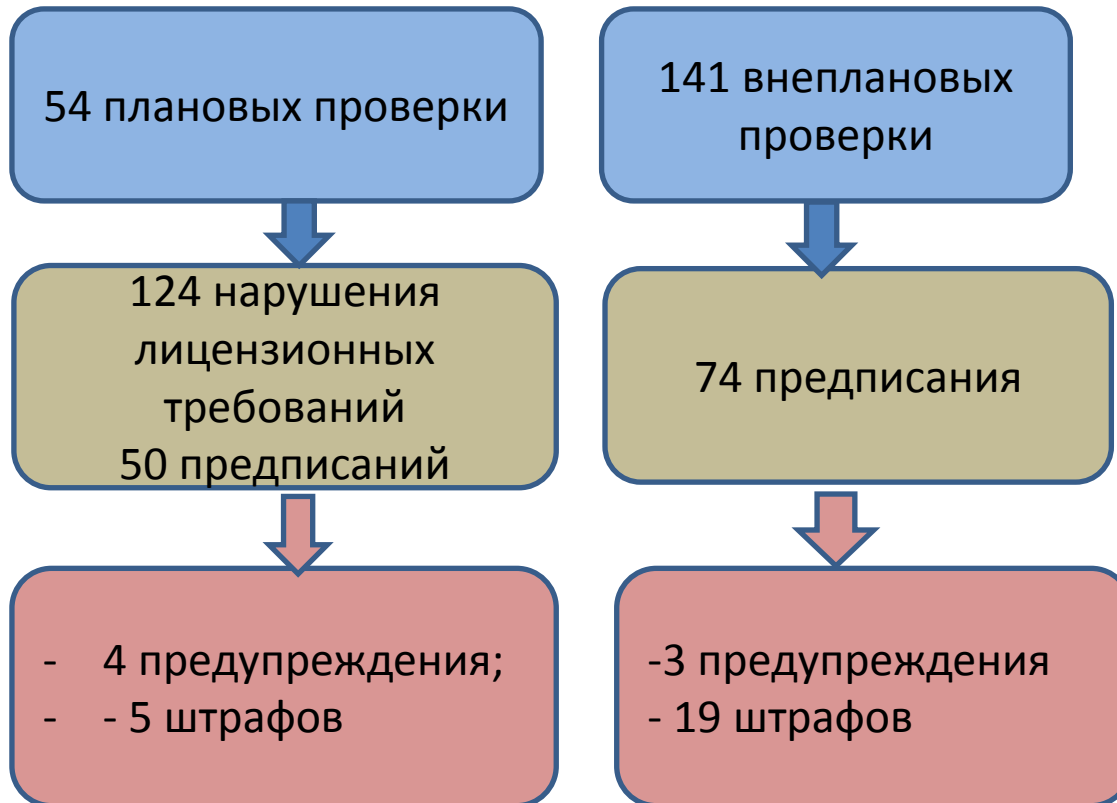 54 плановых проверки
141 внеплановых
проверки
124 нарушения
лицензионных
требований
50 предписаний
74 предписания
- 4 предупреждения;
- - 5 штрафов
-3 предупреждения
- 19 штрафов